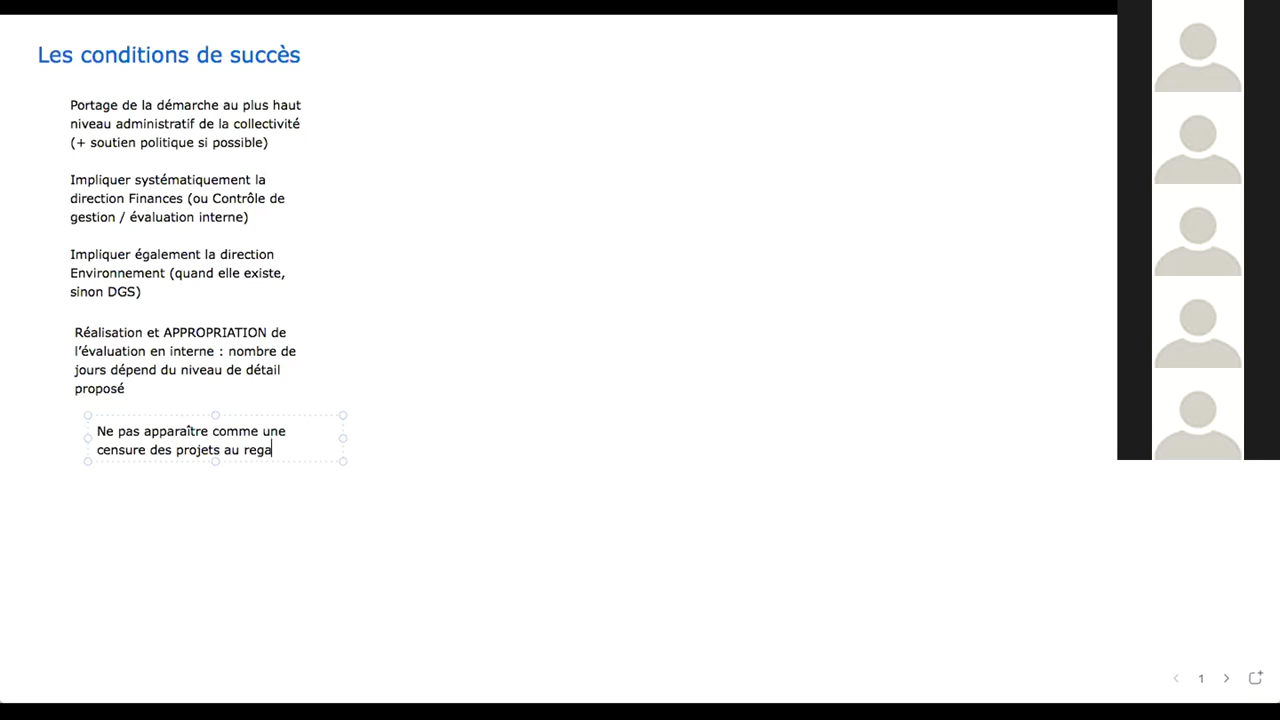 Les conditions de succès
Portage de la démarche au plus haut
niveau administratif de la collectivité
(+ soutien politique si possible)
Impliquer systématiquement la
direction Finances (ou Contrôle de
gestion / évaluation interne)
Impliquer également la direction
Environnement (quand elle existe,
sinon DGS)
Réalisation et APPROPRIATION de
l’évaluation en interne : nombre de
jours dépend du niveau de détail
proposé
Ne pas apparaître comme une
censure des projets au rega
1